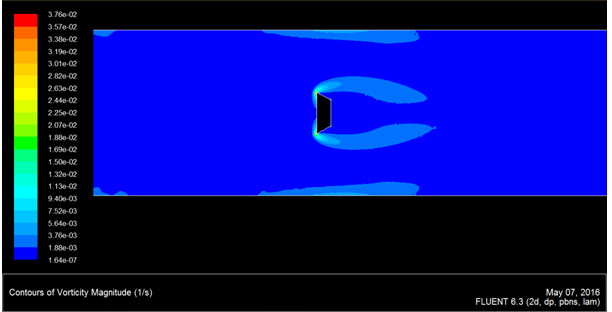 3.76e-02
3.57e-02
3.38e-02
3.19e-02
3.01e-02
2.82e-02
2.63e-02
2.44e-02
2.25e-02
2.07e-02
1.88e-02
1.69e-02
1.50e-02
1.32e-02
1.13e-02
9.40e-03
7.52e-03
5.64e-03
3.76e-03
1.88e-03
1.64e-07
Contours of Vorticity Magnitude (1/s)
May 07, 2016
FLUENT 6.3 (2d, dp, pbns, lam)